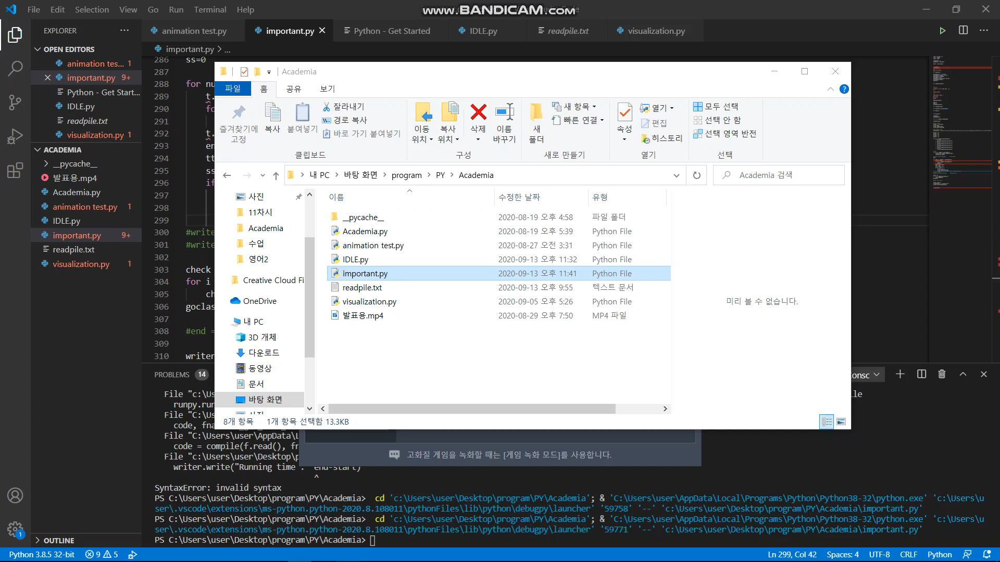 File Edit Selection View Go Run Terminal Help
www.BANDICAM.com
EXPLORER
animation test.py
important.py
Python - Get Started
IDLE.py
readpile.txt
visualization.py
OPEN EDITORS
important.py > ...
animation tes... 1
important.py 9+
Python - Get Start...
IDLE.py
readpile.txt
visualization.py 1
ACADEMIA
__pycache__
발표용.mp4
Academia.py
animation test.py 1
IDLE.py
important.py 9+
readpile.txt
visualization.py 1
OUTLINE
286 ss=0
287
288 for nu
289 t.
290 fo
291
292 t.
293 en
294 tt
295 ss
296 if
297
298
299
300 #write
301 #write
302
303 check
304 for i
305 ch
306 goclas
307
308 #end =
309
310 writer
Academia
파일 홈 공유 보기
즐겨찾기에 고정
복사
붙여넣기
잘라내기
경로 복사
바로 가기 붙여넣기
클립보드
이동 위치
복사 위치
삭제
이름 바꾸기
구성
새 폴더
새 항목
빠른 연결
새로 만들기
속성
열기
편집
히스토리
열기
모두 선택
선택 안 함
선택 영역 반전
선택
내 PC > 바탕 화면 > program > PY > Academia
Academia 검색
사진
11차시
Academia
수업
영어2
Creative Cloud Fi
OneDrive
내 PC
3D 개체
다운로드
동영상
문서
바탕 화면
이름 수정한 날짜 유형
__pycache__ 2020-08-19 오후 4:58 파일 폴더
Academia.py 2020-08-19 오후 5:39 Python File
animation test.py 2020-08-27 오전 3:31 Python File
IDLE.py 2020-09-13 오후 11:32 Python File
important.py 2020-09-13 오후 11:41 Python File
readpile.txt 2020-09-13 오후 9:55 텍스트 문서
visualization.py 2020-09-05 오후 5:26 Python File
발표용.mp4 2020-08-29 오후 7:50 MP4 파일
미리 볼 수 없습니다.
8개 항목 1개 항목 선택함 13.3KB
고화질 게임을 녹화할 때는 [게임 녹화 모드]를 사용합니다.
PROBLEMS 14
File "c:\Us
runpy.run
File "C:\Us
code, fna
File "C:\Users\user\AppData\L
code = compile(f.read(), fn
File "c:\Users\user\Desktop\p
writer.write("Running time : end-start)
^
SyntaxError: invalid syntax
PS C:\Users\user\Desktop\program\PY\Academia> cd 'c:\Users\user\Desktop\program\PY\Academia'; & 'C:\Users\user\AppData\Local\Programs\Python\Python38-32\python.exe' 'c:\Users\u
ser\.vscode\extensions\ms-python.python-2020.8.108011\pythonFiles\lib\python\debugpy\launcher' '59758' '--' 'c:\Users\user\Desktop\program\PY\Academia\important.py'
PS C:\Users\user\Desktop\program\PY\Academia> cd 'c:\Users\user\Desktop\program\PY\Academia'; & 'C:\Users\user\AppData\Local\Programs\Python\Python38-32\python.exe' 'c:\Users\u
ser\.vscode\extensions\ms-python.python-2020.8.108011\pythonFiles\lib\python\debugpy\launcher' '59771' '--' 'c:\Users\user\Desktop\program\PY\Academia\important.py'
PS C:\Users\user\Desktop\program\PY\Academia>
Python 3.8.5 32-bit 9 5
Ln 299, Col 42 Spaces: 4 UTF-8 CRLF Python